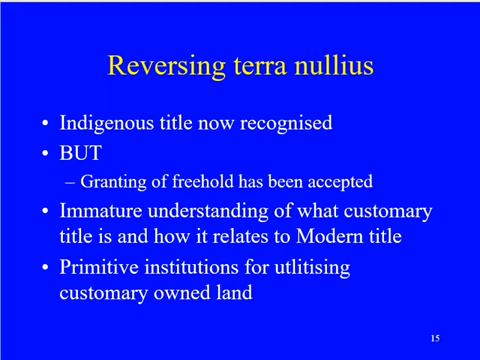 Reversing terra nullius
• Indigenous title now recognised
• BUT
– Granting of freehold has been accepted
• Immature understanding of what customary
title is and how it relates to Modern title
• Primitive institutions for utlitising
customary owned land
15